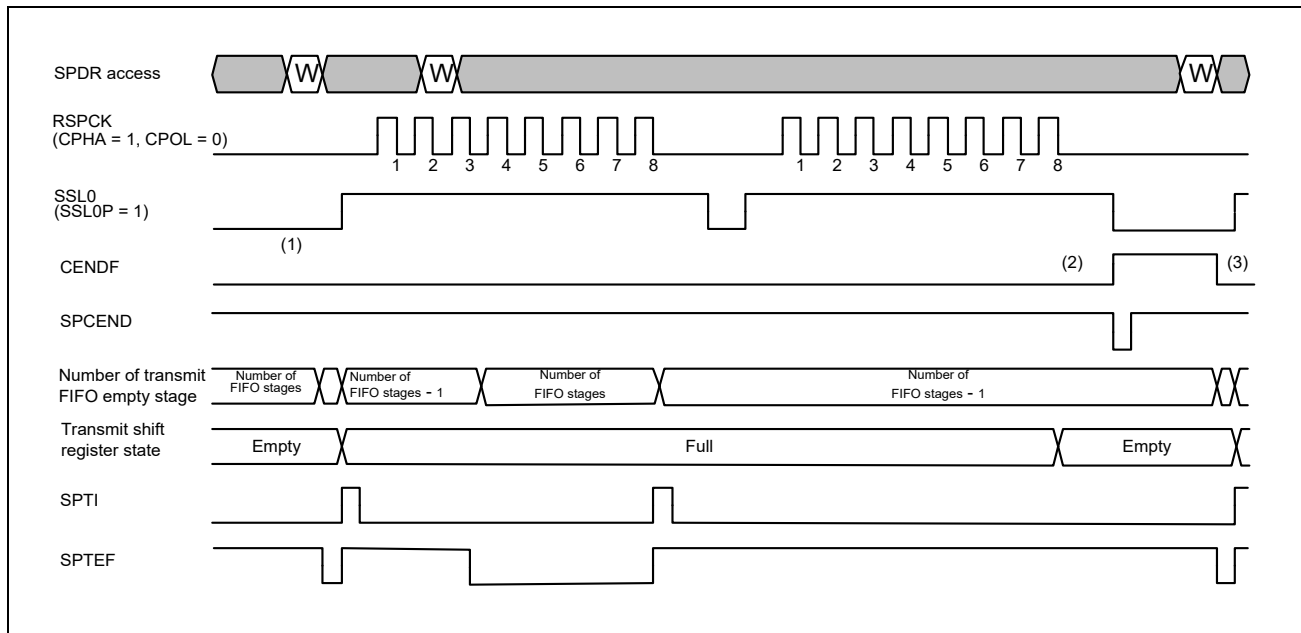 SPDR access
W W W
RSPCK
(CPHA = 1, CPOL = 0)
1 2 3 4 5 6 7 8 1 2 3 4 5 6 7 8
SSL0
(SSL0P = 1)
(1)
CENDF
(2) (3)
SPCEND
Number of transmit
FIFO empty stage
Number of
FIFO stages
Number of
FIFO stages - 1
Number of
FIFO stages
Number of
FIFO stages - 1
Transmit shift
register state
Empty Full Empty
SPTI
SPTEF